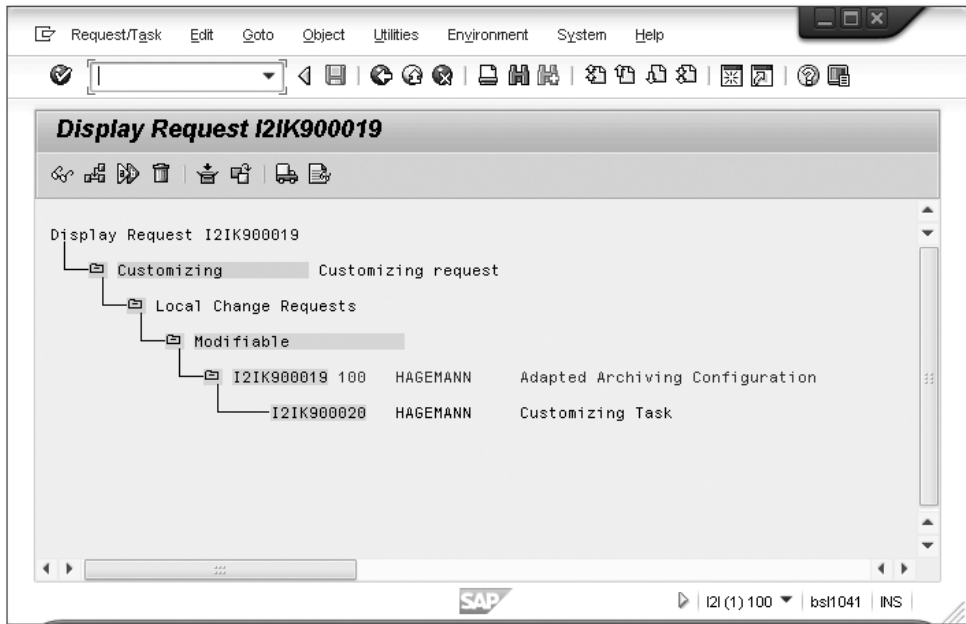 Request/Task Edit Goto Object Utilities Environment System Help
Display Request I2IK900019
Display Request I2IK900019
Customizing Customizing request
Local Change Requests
Modifiable
I2IK900019 100 HAGEMANN Adapted Archiving Configuration
I2IK900020 HAGEMANN Customizing Task
SAP I2I (1) 100 bsl1041 INS